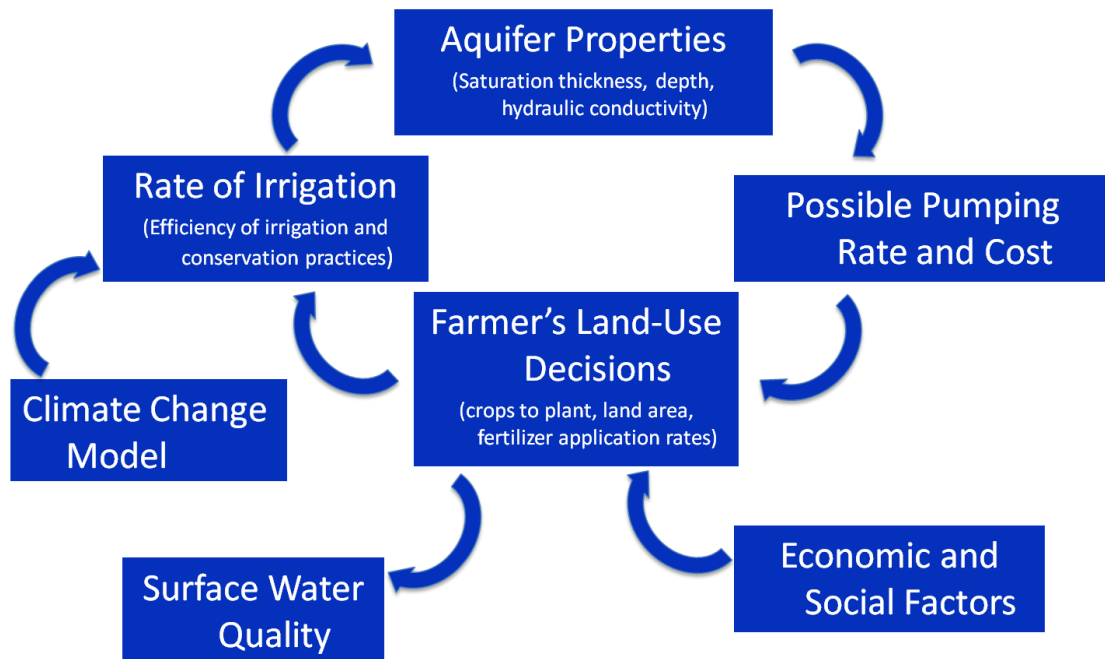 Aquifer Properties
(Saturation thickness, depth,
hydraulic conductivity)
Rate of Irrigation
(Efficiency of irrigation and
conservation practices)
Possible Pumping
Rate and Cost
Farmer’s Land-Use
Decisions
(crops to plant, land area,
fertilizer application rates)
Climate Change
Model
Surface Water
Quality
Economic and
Social Factors